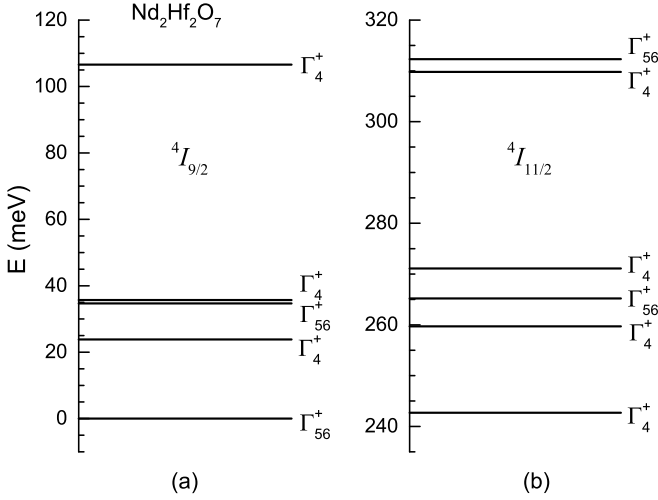 Nd₂Hf₂O₇
E (meV)
120
100
80
60
40
20
0
⁴I₉/₂
Γ₄⁺
Γ₄⁺
Γ₅₆⁺
Γ₄⁺
Γ₅₆⁺
(a)
320
300
280
260
240
⁴I₁₁/₂
Γ₅₆⁺
Γ₄⁺
Γ₄⁺
Γ₅₆⁺
Γ₄⁺
Γ₄⁺
(b)